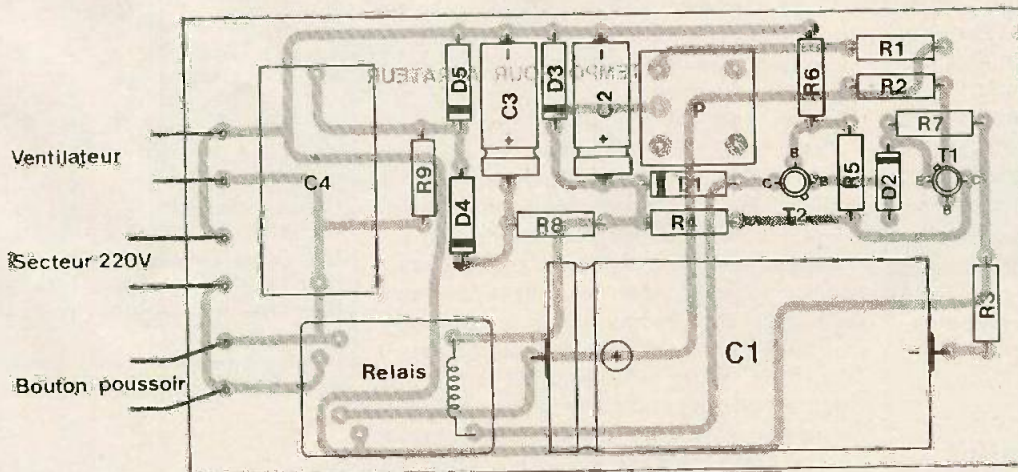 Ventilateur
Secteur 220V
Bouton poussoir
C4
R9
D5
D4
C3
+
D3
C2
+
R8
D1
R4
P
R6
R1
R2
R7
R5
D2
T1
E
C
B
C
B
T2
R3
Relais
+
C1
-